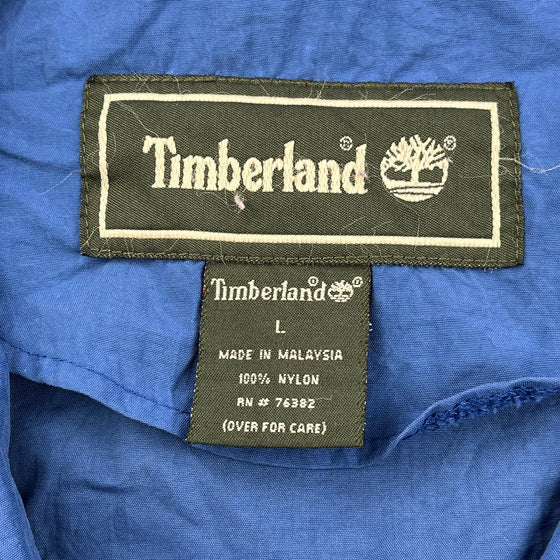 Timberland ® ®
Timberland ® ®
L
MADE IN MALAYSIA
100% NYLON
RN # 76382
(OVER FOR CARE)